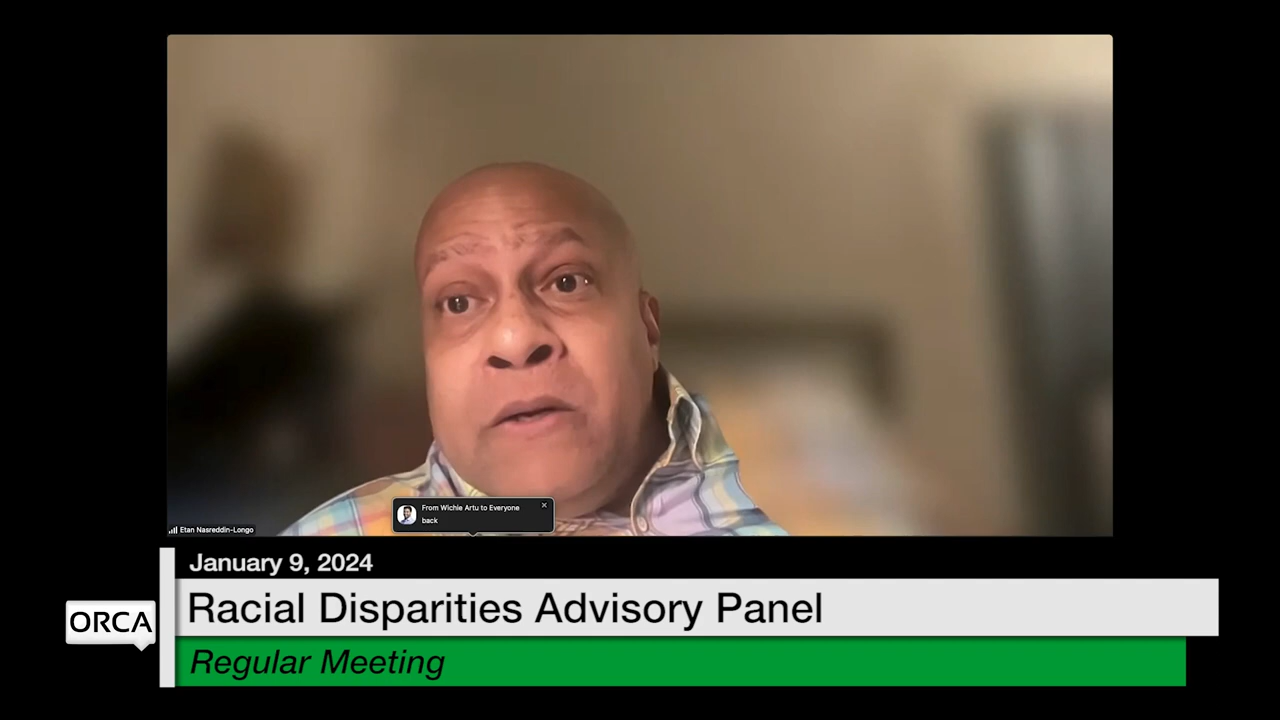 From Wichie Artu to Everyone
back
Etan Nasreddin-Longo
January 9, 2024
Racial Disparities Advisory Panel
ORCA
Regular Meeting